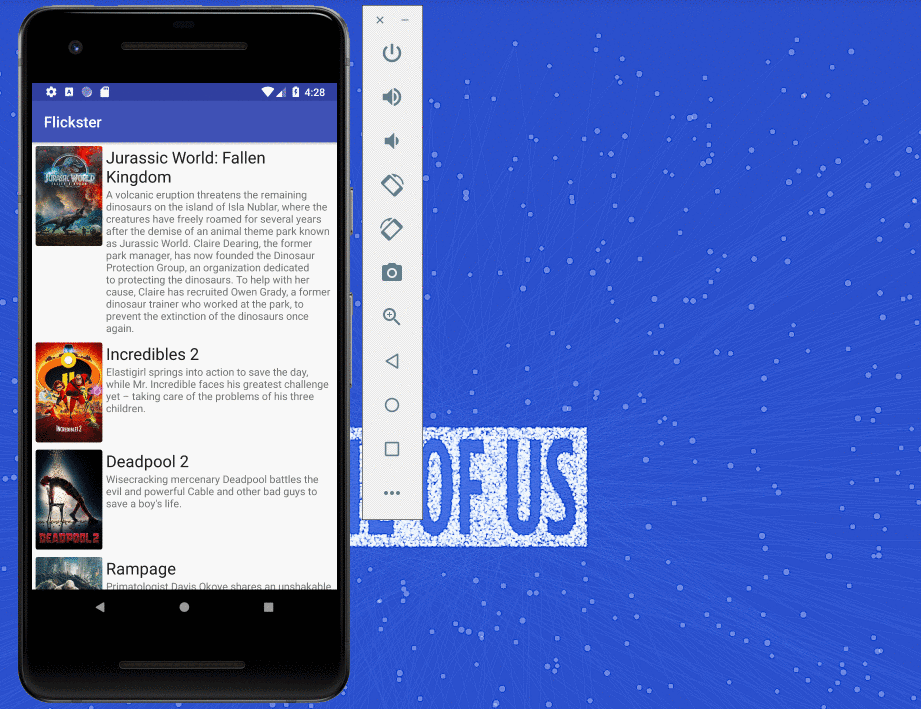 4:28
Flickster
JURASSIC WORLD
Jurassic World: Fallen
Kingdom
A volcanic eruption threatens the remaining
dinosaurs on the island of Isla Nublar, where the
creatures have freely roamed for several years
after the demise of an animal theme park known
as Jurassic World. Claire Dearing, the former
park manager, has now founded the Dinosaur
Protection Group, an organization dedicated
to protecting the dinosaurs. To help with her
cause, Claire has recruited Owen Grady, a former
dinosaur trainer who worked at the park, to
prevent the extinction of the dinosaurs once
again.
Incredibles 2
Elastigirl springs into action to save the day,
while Mr. Incredible faces his greatest challenge
yet – taking care of the problems of his three
children.
INCREDIBLES 2
Deadpool 2
Wisecracking mercenary Deadpool battles the
evil and powerful Cable and other bad guys to
save a boy's life.
DEADPOOL 2
Rampage
Primatologist Davis Okoye shares an unshakable
OF US